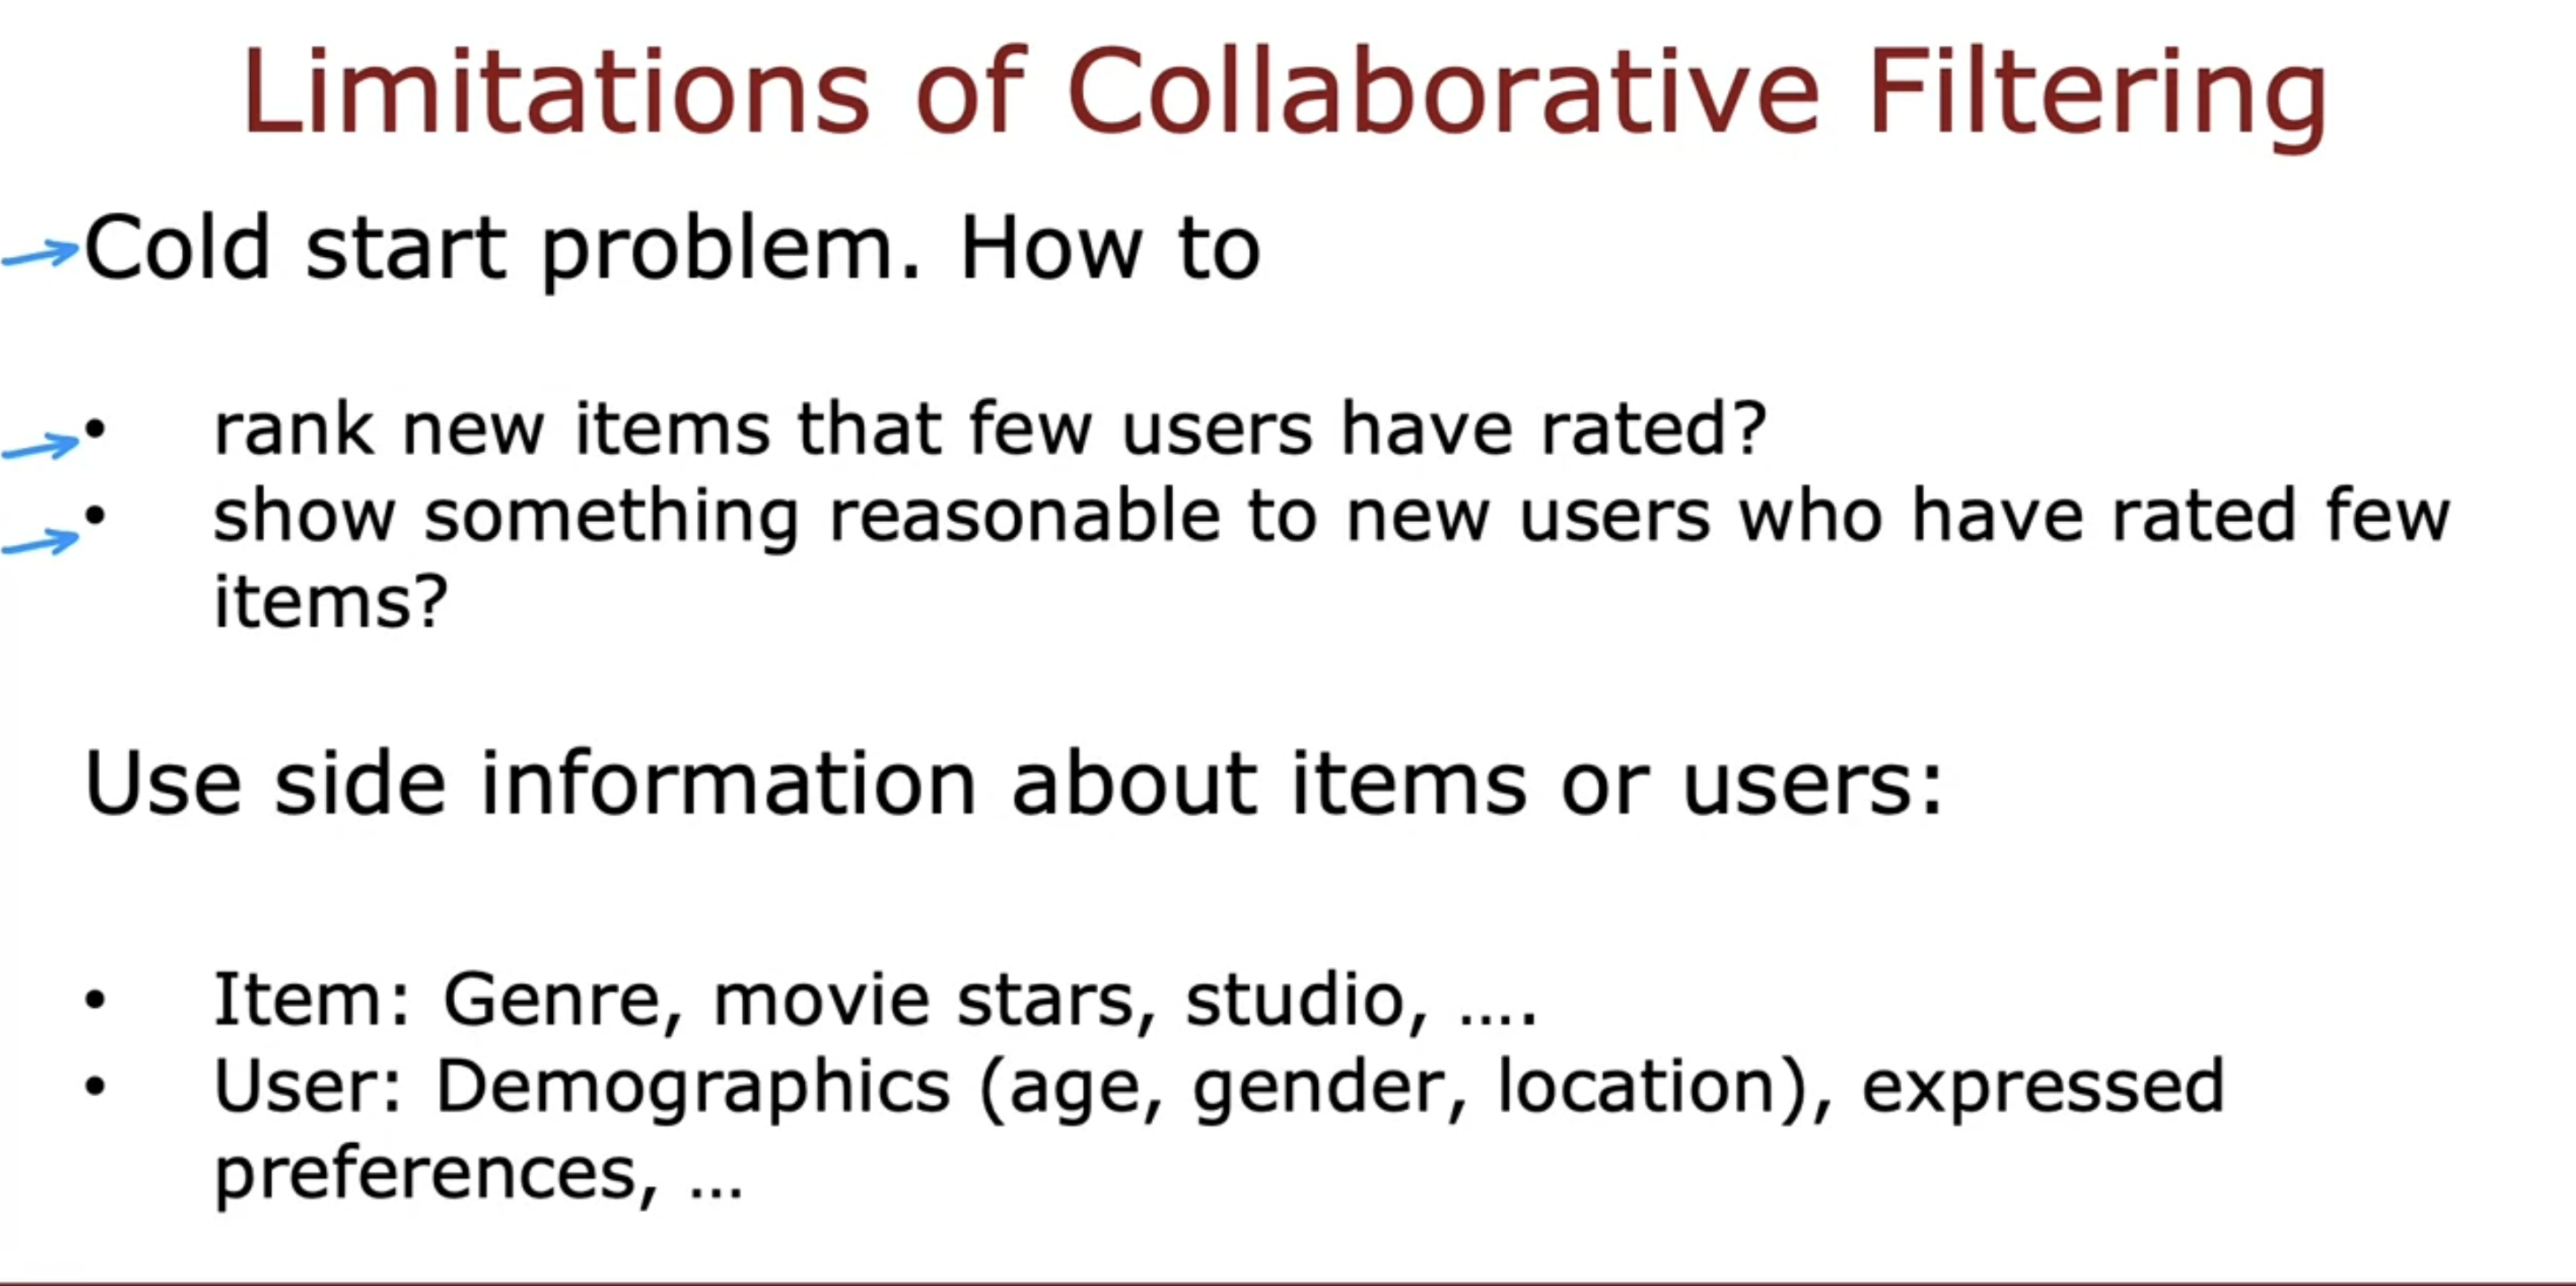 Limitations of Collaborative Filtering
Cold start problem. How to
• rank new items that few users have rated?
• show something reasonable to new users who have rated few
items?
Use side information about items or users:
• Item: Genre, movie stars, studio, ....
• User: Demographics (age, gender, location), expressed
preferences, ...